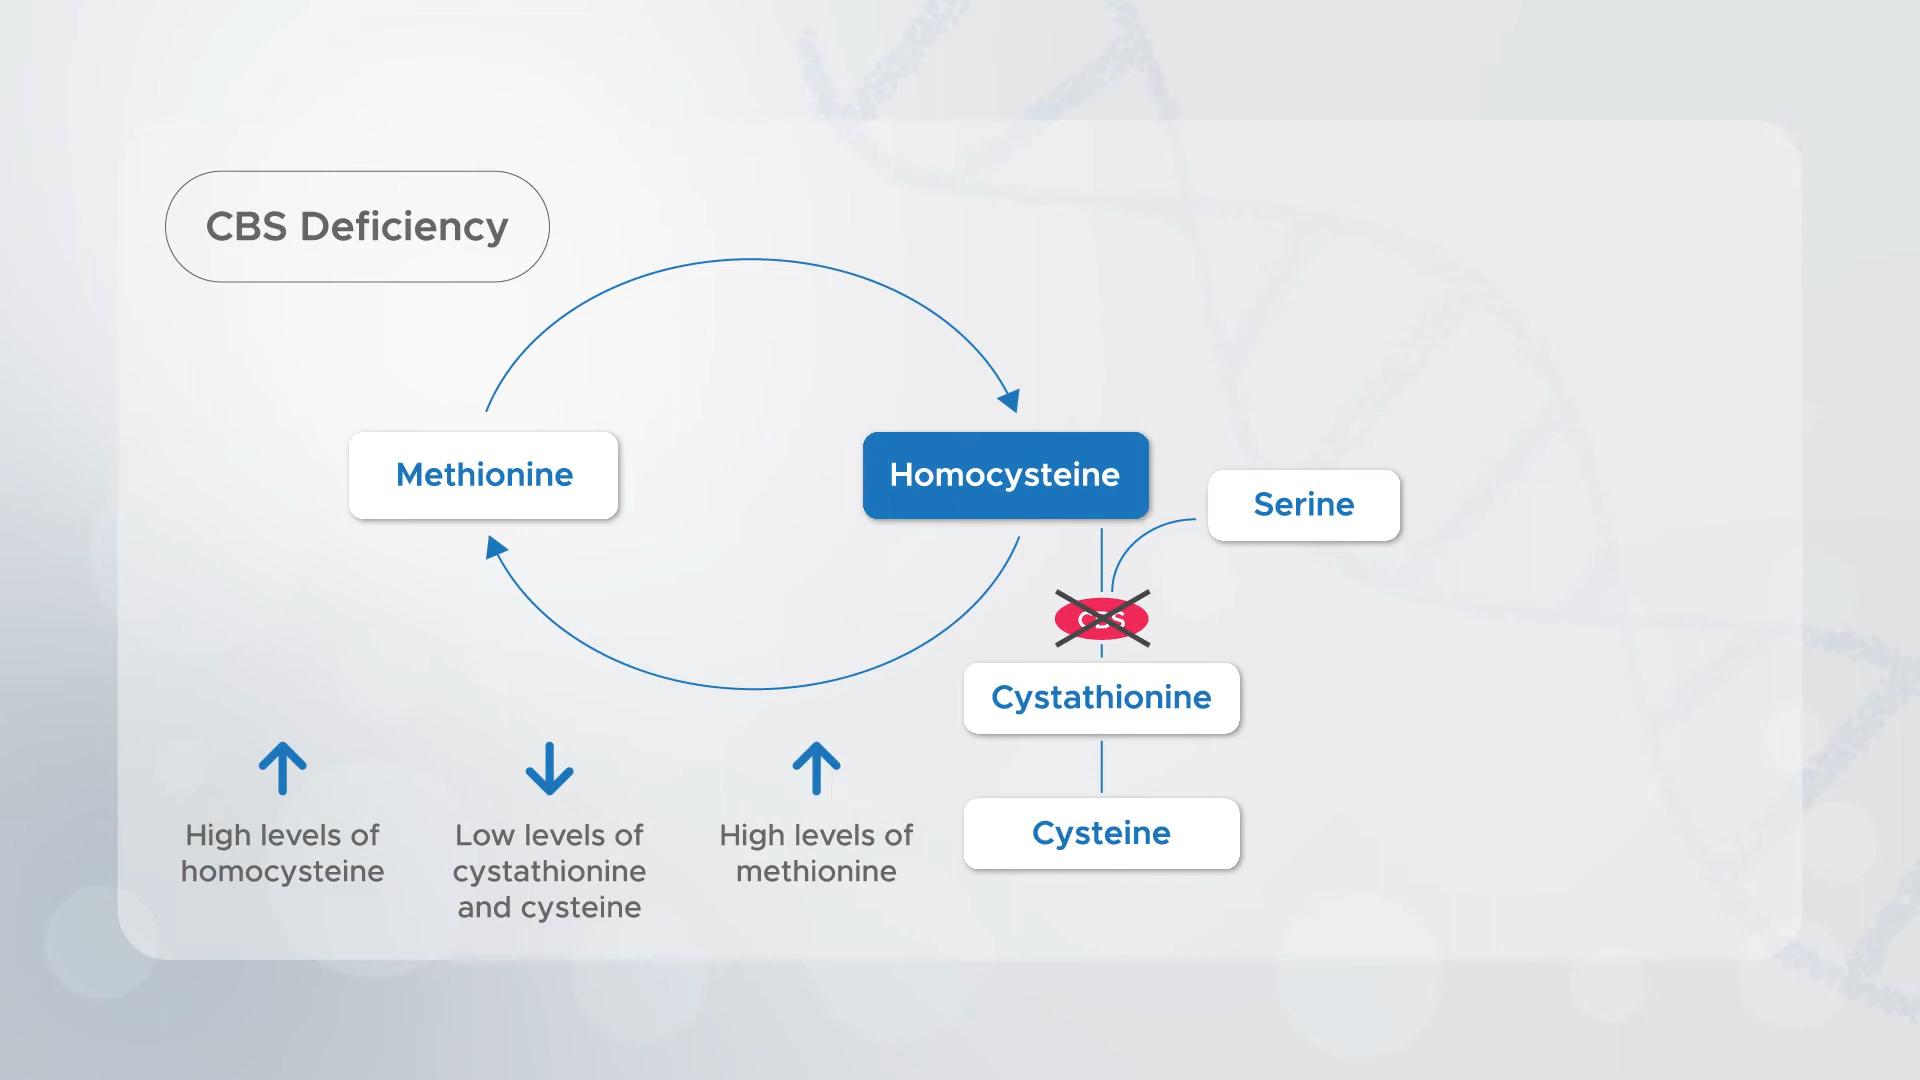 CBS Deficiency
Methionine
Homocysteine
Serine
CBS
Cystathionine
Cysteine
High levels of
homocysteine
Low levels of
cystathionine
and cysteine
High levels of
methionine